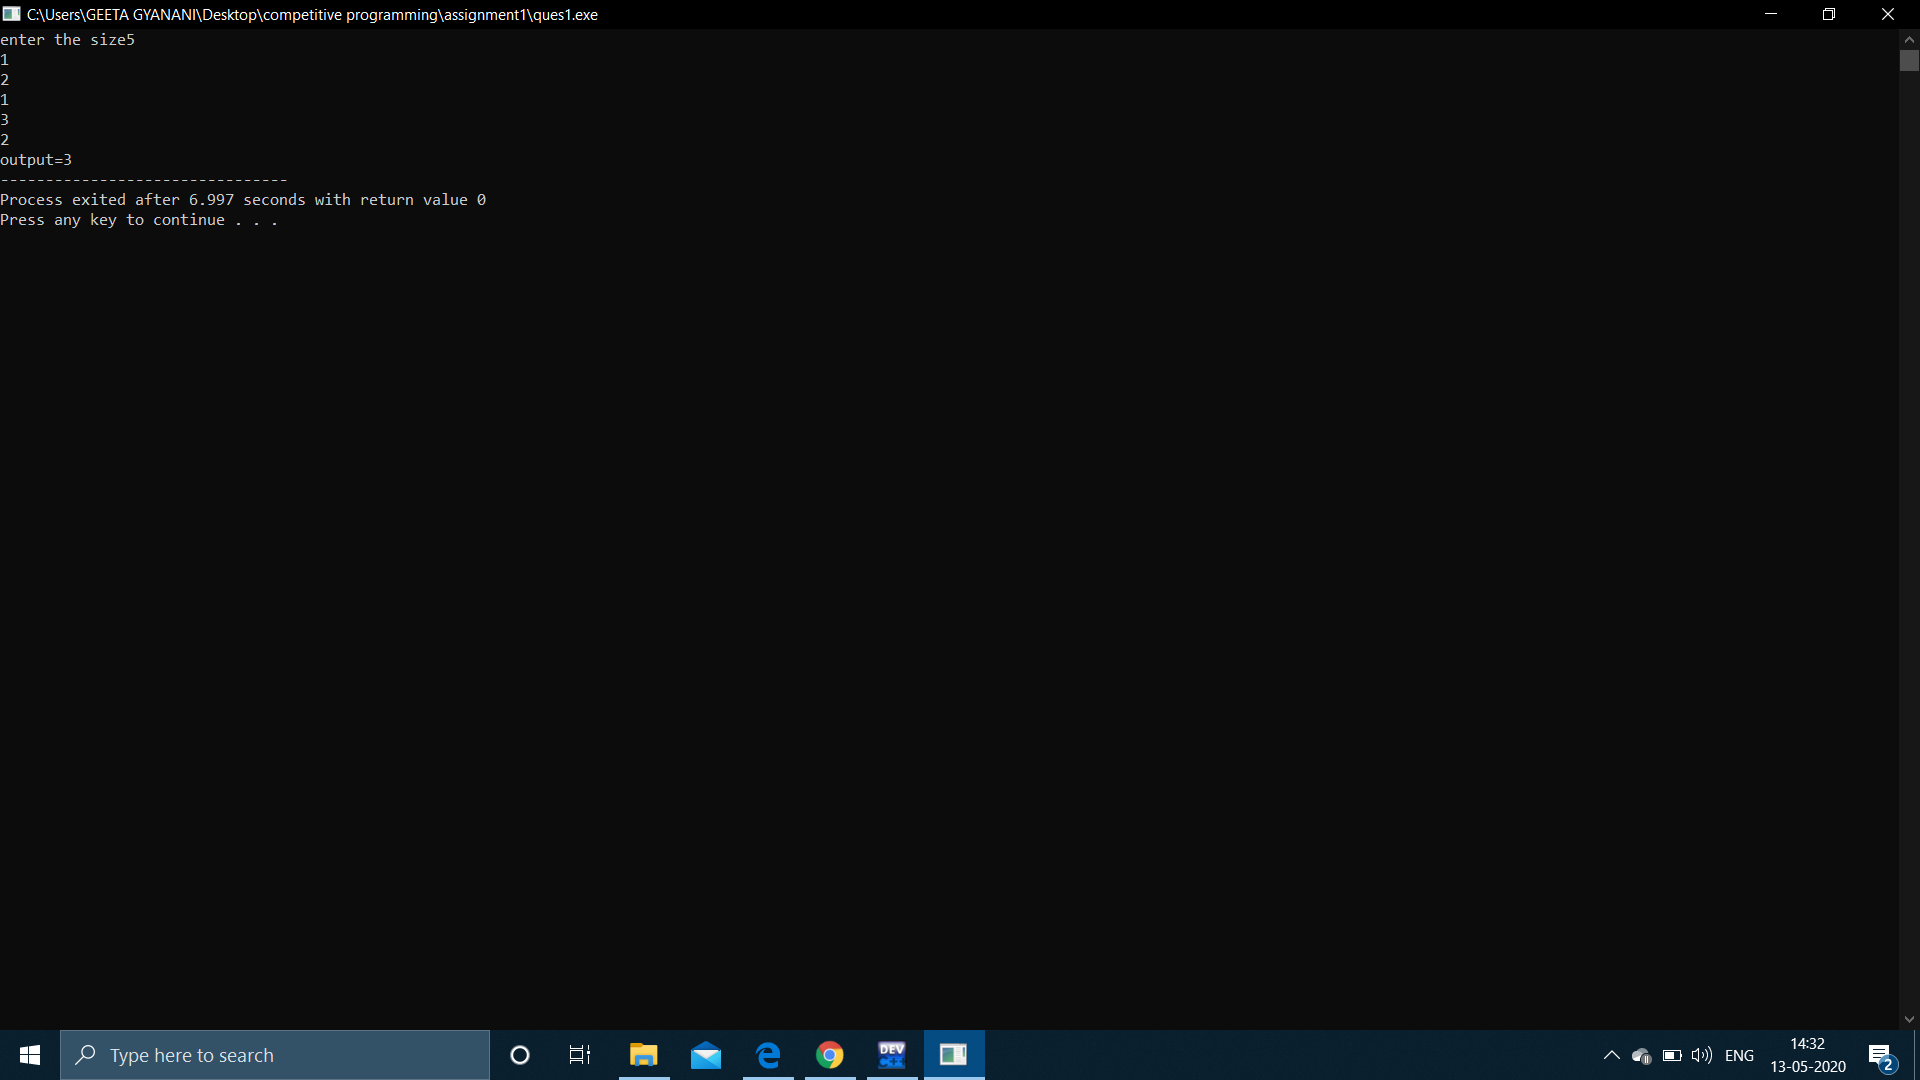 C:\Users\GEETA GYANANI\Desktop\competitive programming\assignment1\ques1.exe
enter the size5
1
2
1
3
2
output=3
--------------------------------
Process exited after 6.997 seconds with return value 0
Press any key to continue . . .
Type here to search
DEV
C++
ENG
14:32
13-05-2020
2